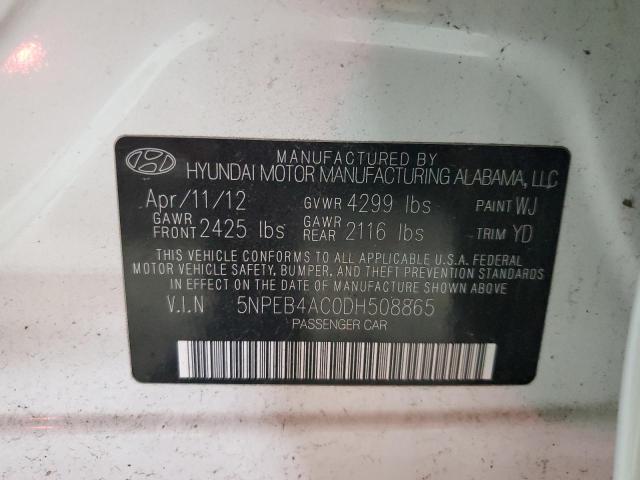 MANUFACTURED BY
HYUNDAI MOTOR MANUFACTURING ALABAMA, LLC
Apr/11/12 GVWR 4299 lbs PAINT WJ
GAWR FRONT 2425 lbs GAWR REAR 2116 lbs TRIM YD
THIS VEHICLE CONFORMS TO ALL APPLICABLE U.S.A. FEDERAL
MOTOR VEHICLE SAFETY, BUMPER, AND THEFT PREVENTION STANDARDS
IN EFFECT ON THE DATE OF MANUFACTURE SHOWN ABOVE.
V.I.N 5NPEB4AC0DH508865
PASSENGER CAR